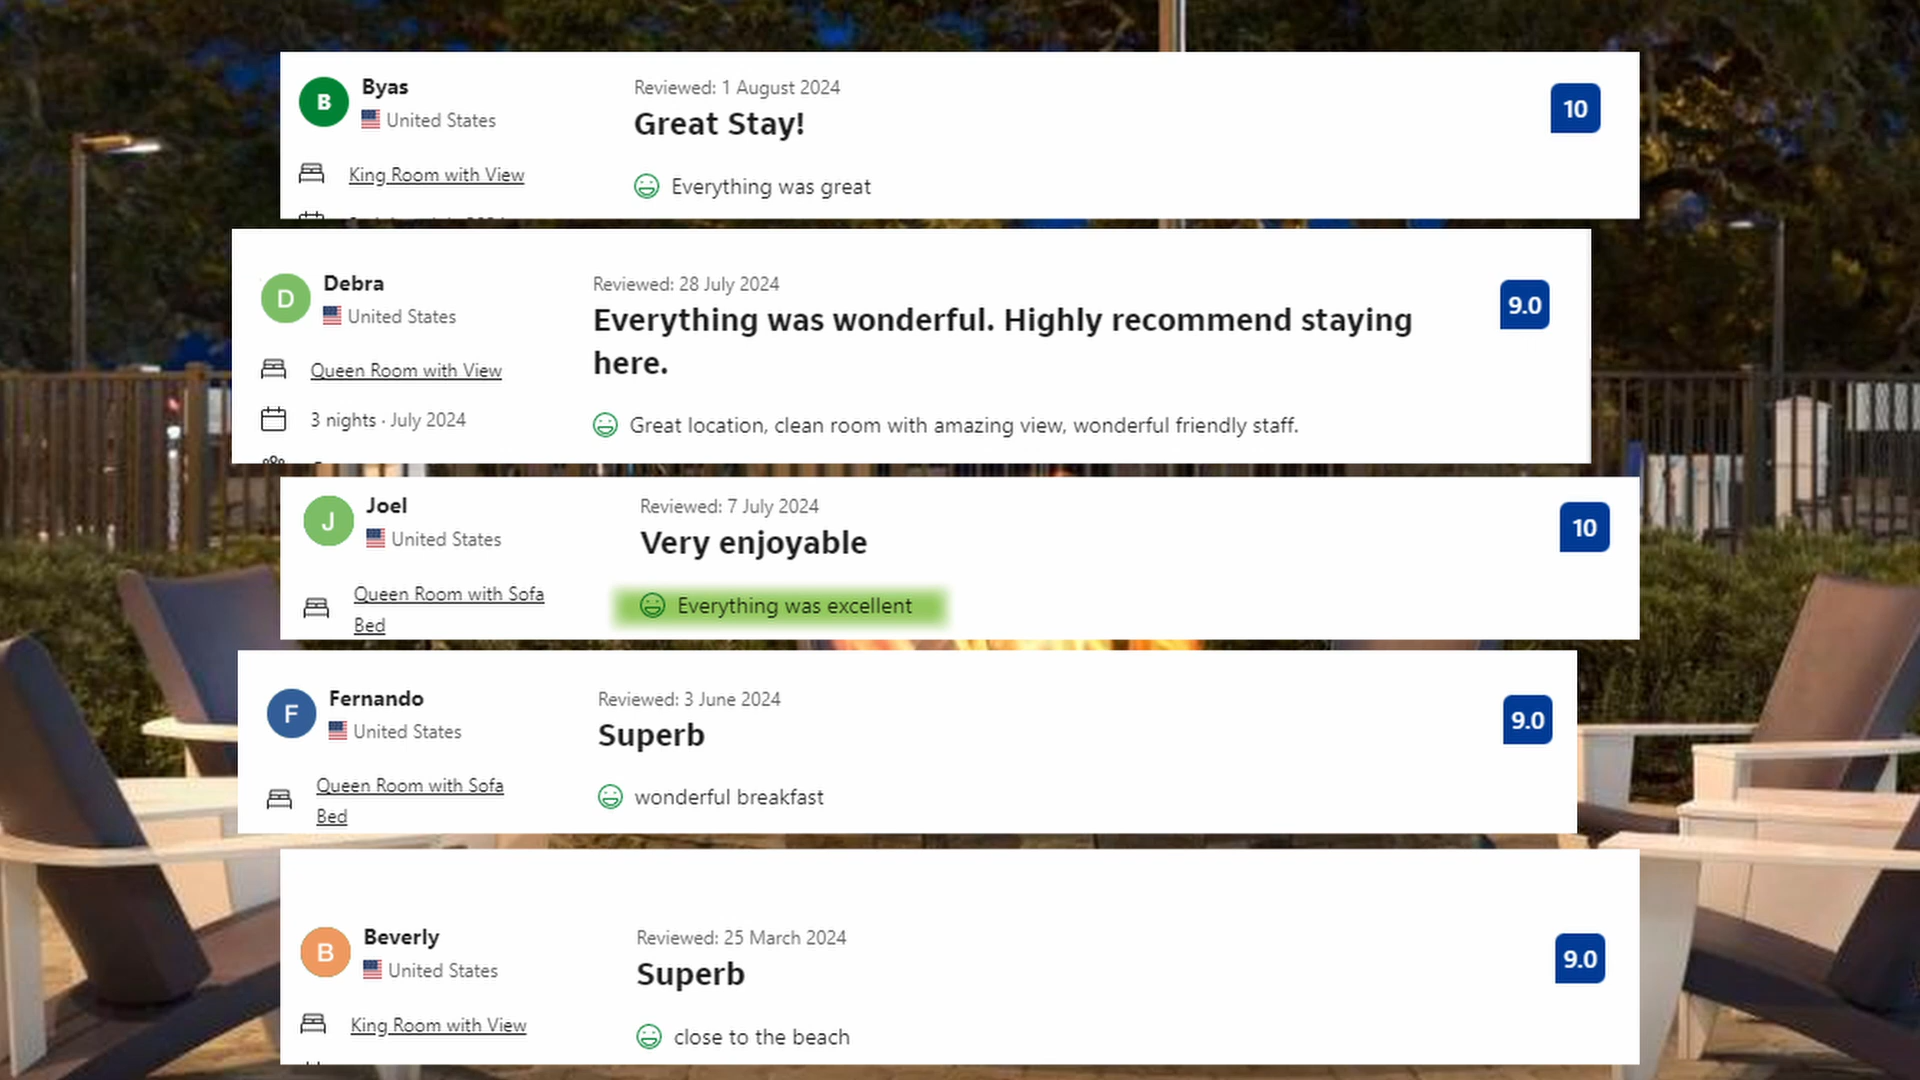 B
Byas
United States
King Room with View
Reviewed: 1 August 2024
Great Stay!
Everything was great
10
D
Debra
United States
Queen Room with View
3 nights · July 2024
Reviewed: 28 July 2024
Everything was wonderful. Highly recommend staying
here.
Great location, clean room with amazing view, wonderful friendly staff.
9.0
J
Joel
United States
Queen Room with Sofa
Bed
Reviewed: 7 July 2024
Very enjoyable
Everything was excellent
10
F
Fernando
United States
Queen Room with Sofa
Bed
Reviewed: 3 June 2024
Superb
wonderful breakfast
9.0
B
Beverly
United States
King Room with View
Reviewed: 25 March 2024
Superb
close to the beach
9.0